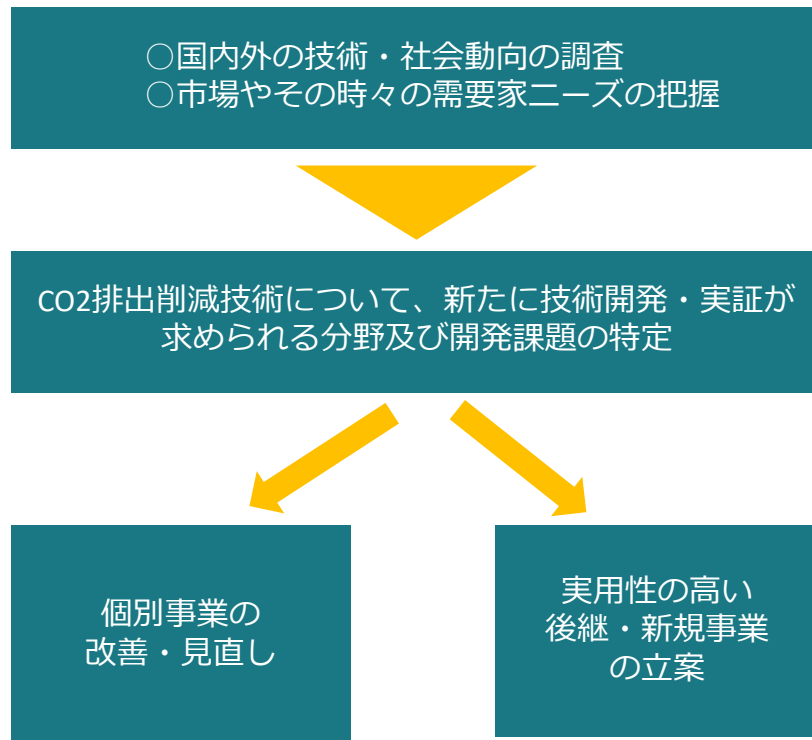 ○国内外の技術・社会動向の調査
○市場やその時々の需要家ニーズの把握
CO2排出削減技術について、新たに技術開発・実証が
求められる分野及び開発課題の特定
個別事業の
改善・見直し
実用性の高い
後継・新規事業
の立案